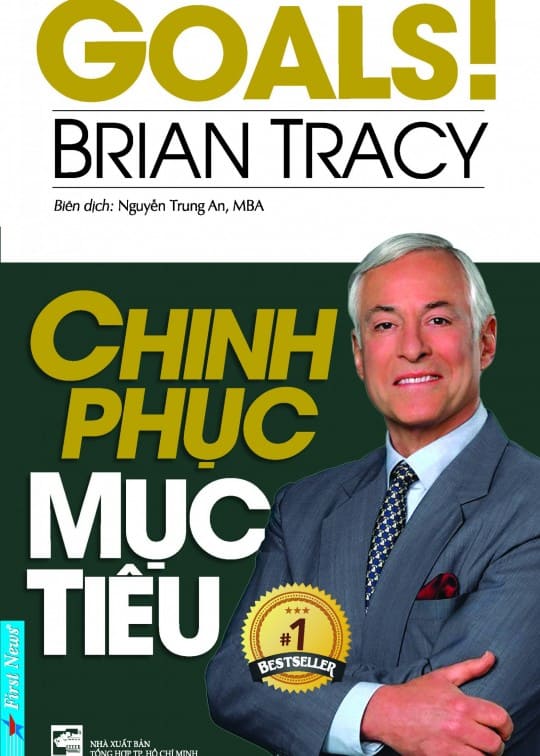 GOALS!
BRIAN TRACY
Biên dịch: Nguyễn Trung An, MBA
CHINH
PHỤC
MỤC
TIÊU
#1
BESTSELLER
First News®
NHÀ XUẤT BẢN
TỔNG HỢP TP. HỒ CHÍ MINH